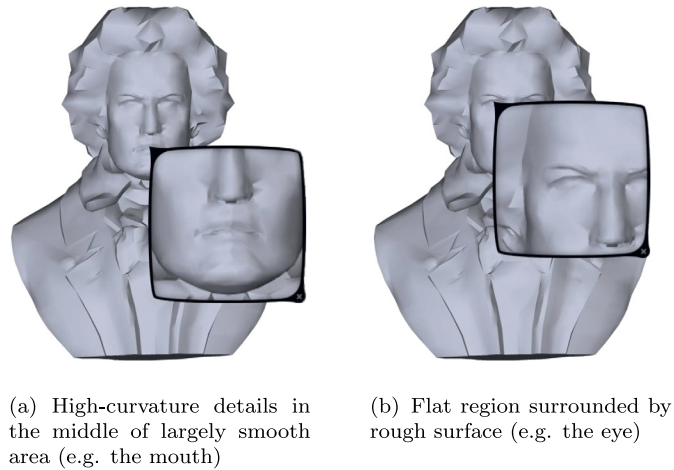 (a) High-curvature details in
the middle of largely smooth
area (e.g. the mouth)
(b) Flat region surrounded by
rough surface (e.g. the eye)